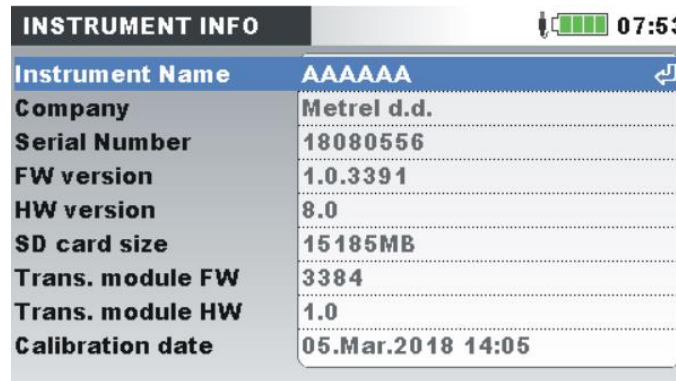 INSTRUMENT INFO 07:53
Instrument Name AAAAAA
Company Metrel d.d.
Serial Number 18080556
FW version 1.0.3391
HW version 8.0
SD card size 15185MB
Trans. module FW 3384
Trans. module HW 1.0
Calibration date 05.Mar.2018 14:05